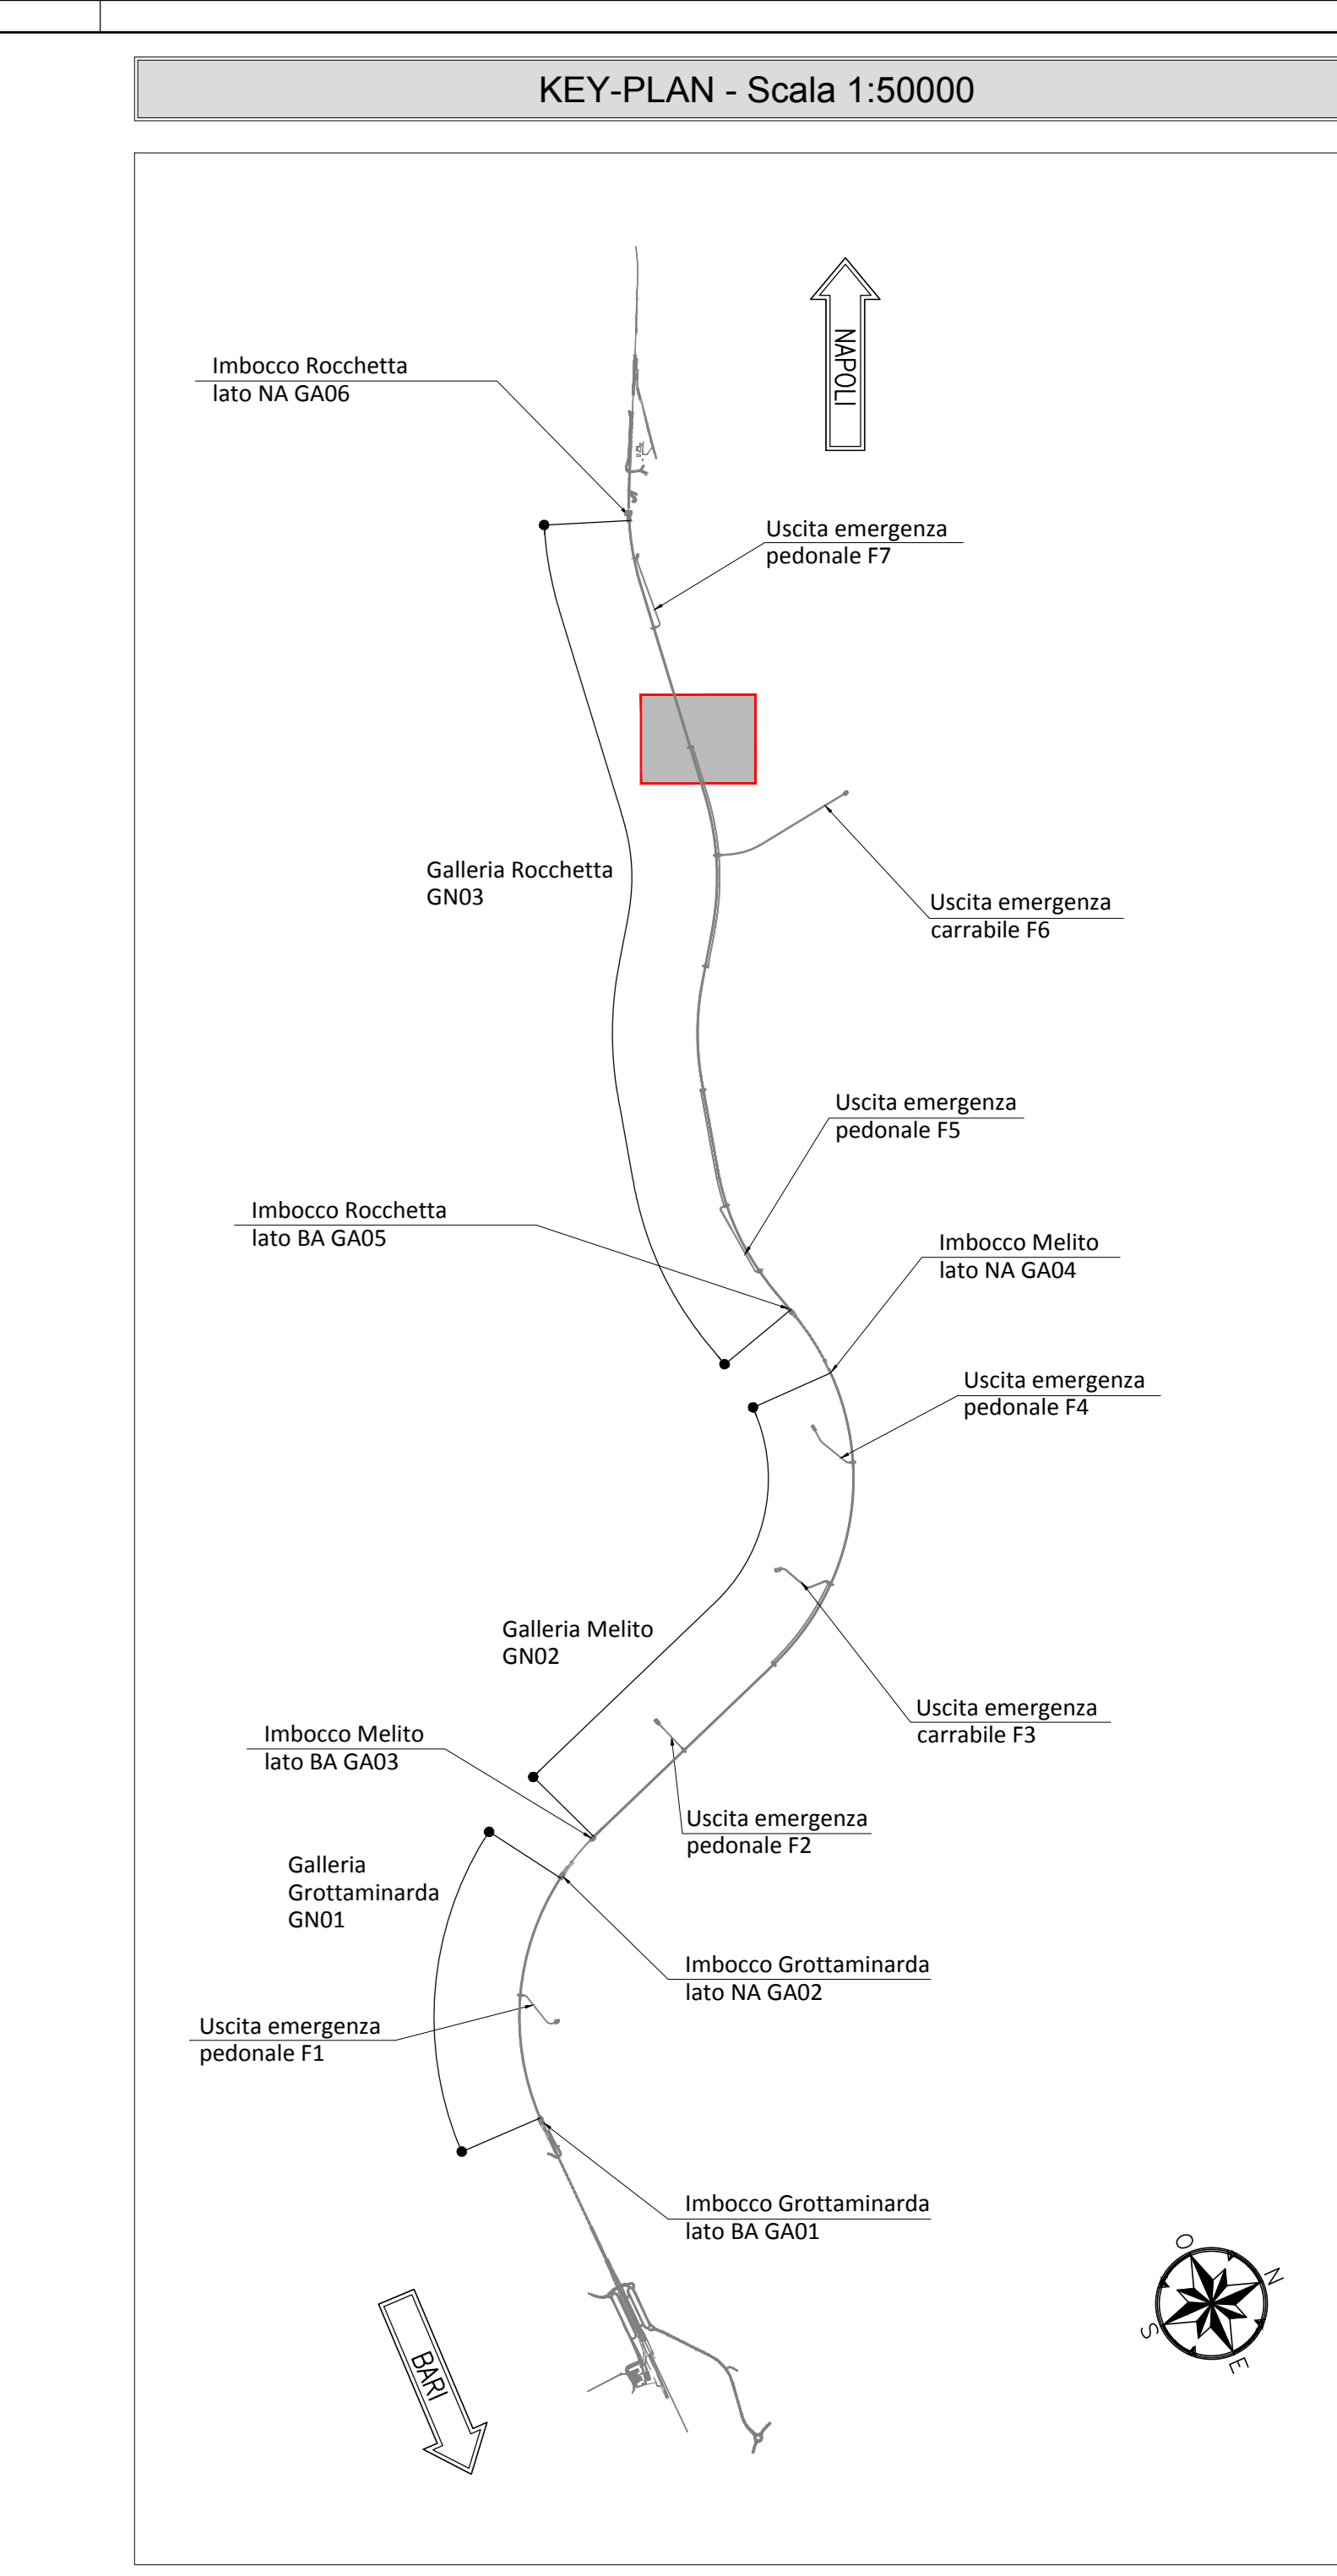 KEY-PLAN - Scala 1:50000
NAPOLI
Imbocco Rocchetta
lato NA GA06
Uscita emergenza
pedonale F7
Galleria Rocchetta
GN03
Uscita emergenza
carrabile F6
Uscita emergenza
pedonale F5
Imbocco Rocchetta
lato BA GA05
Imbocco Melito
lato NA GA04
Uscita emergenza
pedonale F4
Galleria Melito
GN02
Uscita emergenza
carrabile F3
Imbocco Melito
lato BA GA03
Uscita emergenza
pedonale F2
Galleria
Grottaminarda
GN01
Imbocco Grottaminarda
lato NA GA02
Uscita emergenza
pedonale F1
Imbocco Grottaminarda
lato BA GA01
BARI
O
N
S
E